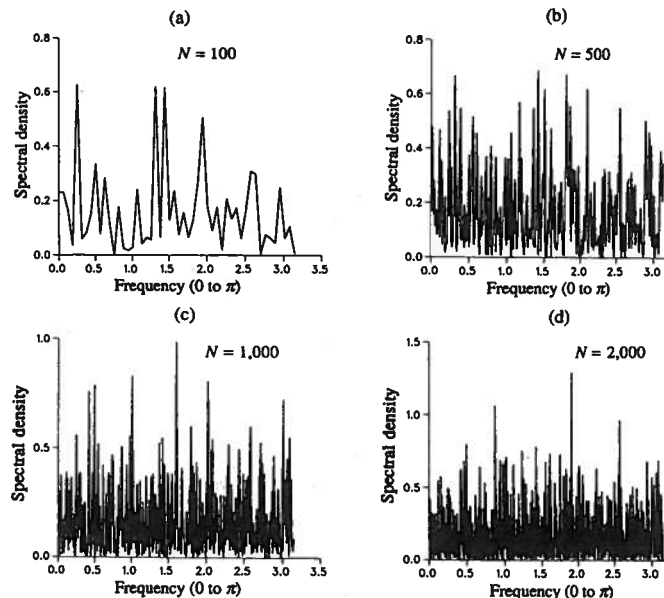 (a)
N = 100
Spectral density
0.8
0.6
0.4
0.2
0.0
0.0 0.5 1.0 1.5 2.0 2.5 3.0 3.5
Frequency (0 to π)
(b)
N = 500
Spectral density
0.8
0.6
0.4
0.2
0.0
0.0 0.5 1.0 1.5 2.0 2.5 3.0
Frequency (0 to π)
(c)
N = 1,000
Spectral density
1.0
0.5
0.0
0.0 0.5 1.0 1.5 2.0 2.5 3.0 3.5
Frequency (0 to π)
(d)
N = 2,000
Spectral density
1.5
1.0
0.5
0.0
0.0 0.5 1.0 1.5 2.0 2.5 3.0
Frequency (0 to π)